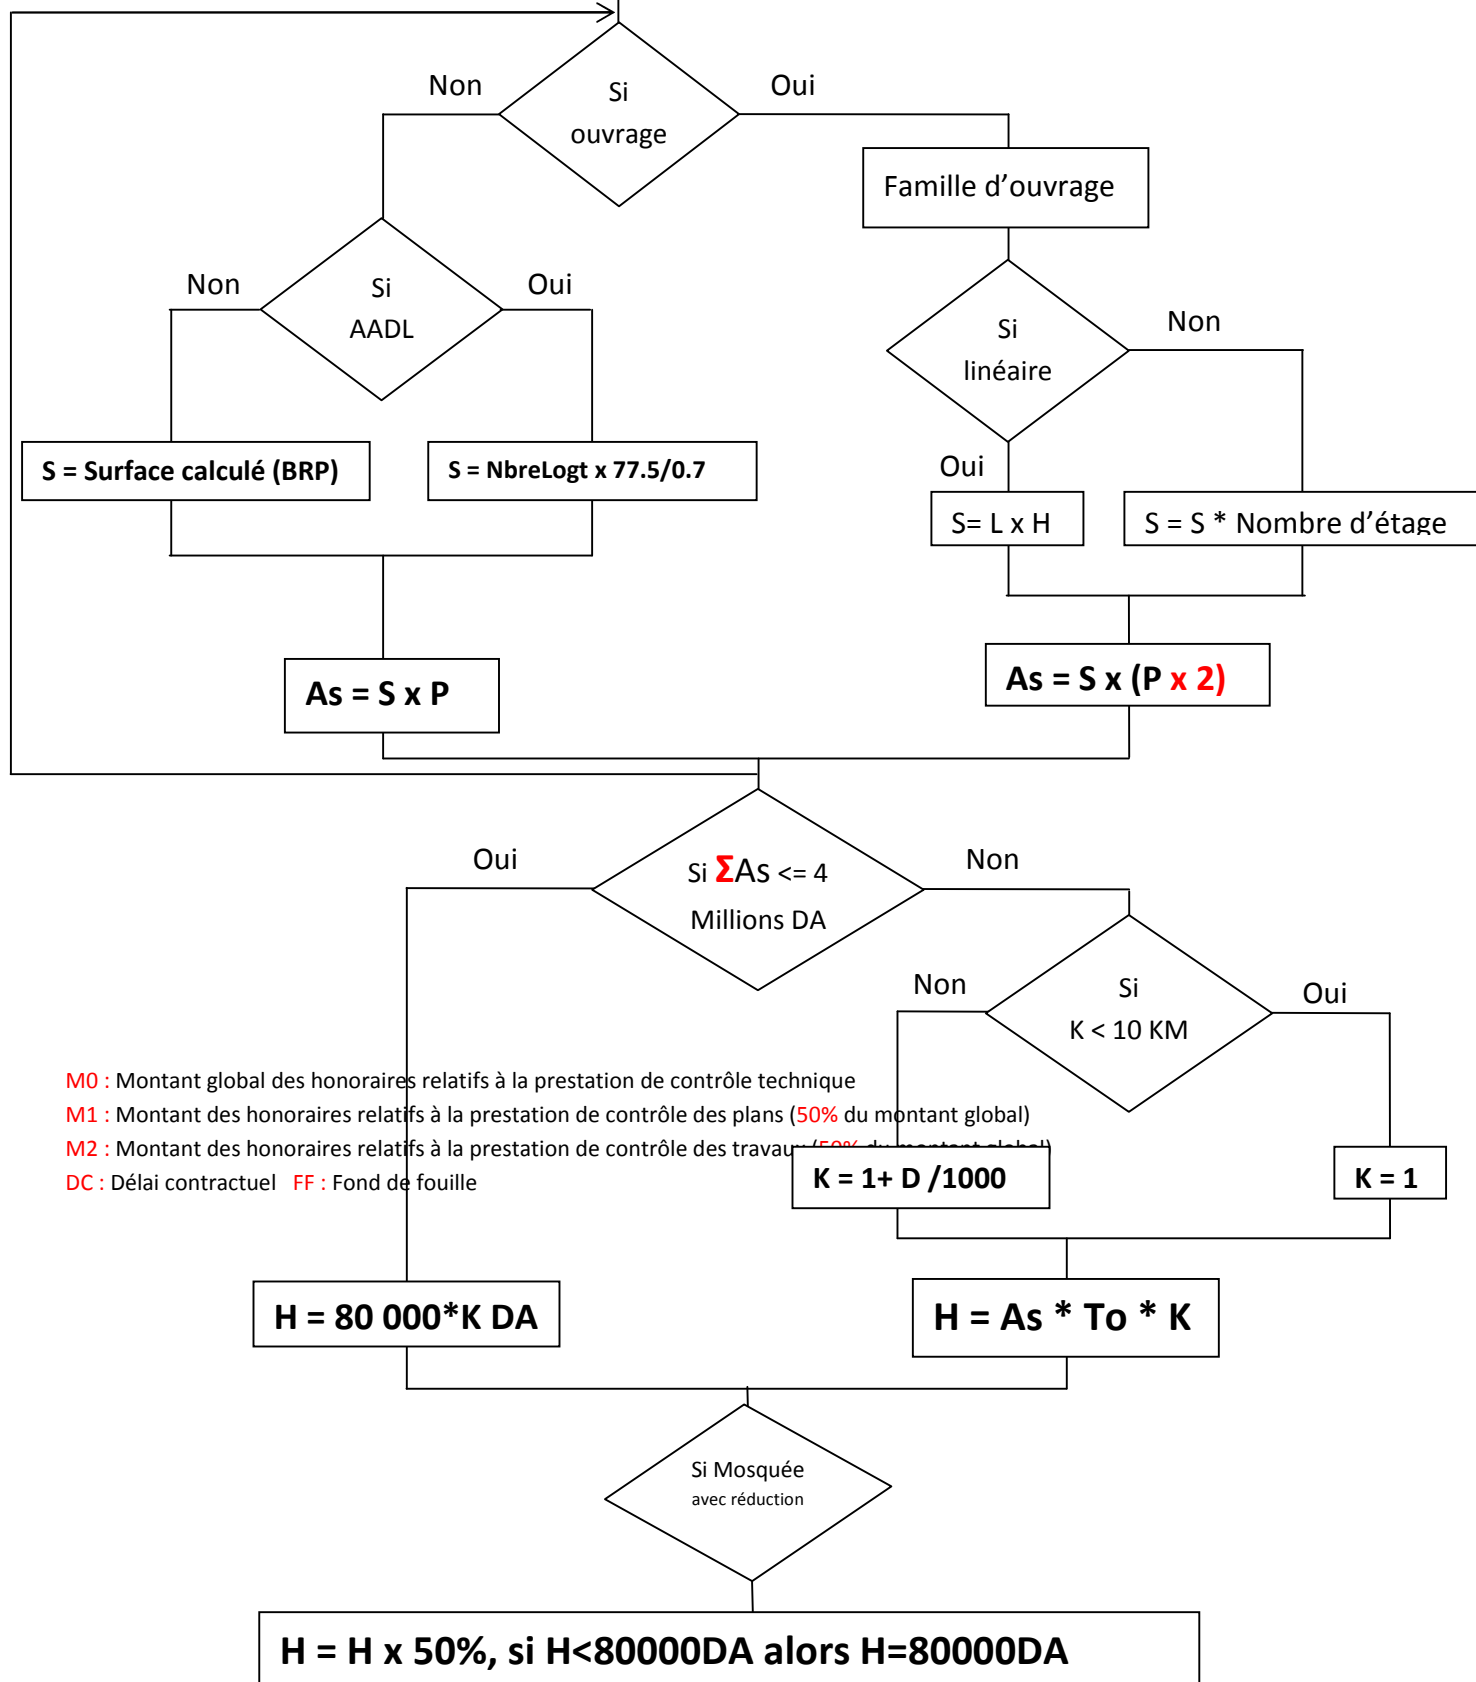 Non
Oui
Si
ouvrage
Famille d'ouvrage
Non
Oui
Si
AADL
Non
Si
linéaire
S = Surface calculé (BRP)
S = NbreLogt x 77.5/0.7
Oui
S= L x H
S = S * Nombre d'étage
As = S x P
As = S x (P x 2)
Oui
Non
Si ΣAs <= 4
Millions DA
Non
Oui
Si
K < 10 KM
M0 : Montant global des honoraires relatifs à la prestation de contrôle technique
M1 : Montant des honoraires relatifs à la prestation de contrôle des plans (50% du montant global)
M2 : Montant des honoraires relatifs à la prestation de contrôle des travaux (50% du montant global)
DC : Délai contractuel FF : Fond de fouille
K = 1+ D /1000
K = 1
H = 80 000*K DA
H = As * To * K
Si Mosquée
avec réduction
H = H x 50%, si H<80000DA alors H=80000DA